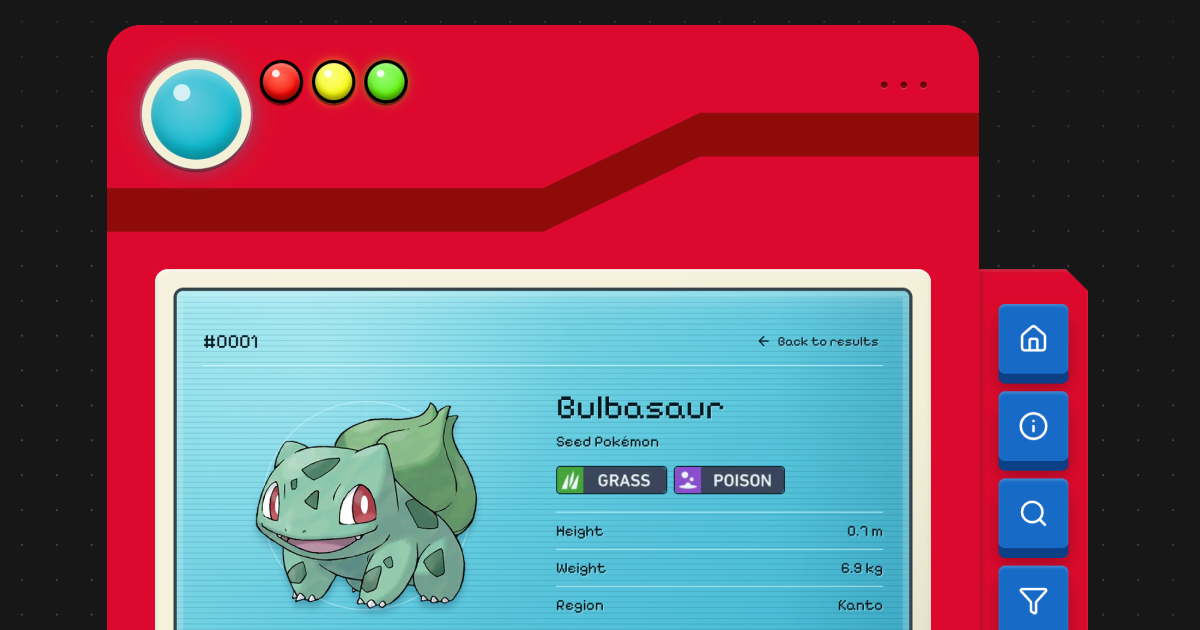 #0001
← Back to results
Bulbasaur
Seed Pokémon
GRASS POISON
Height 0.7 m
Weight 6.9 kg
Region Kanto